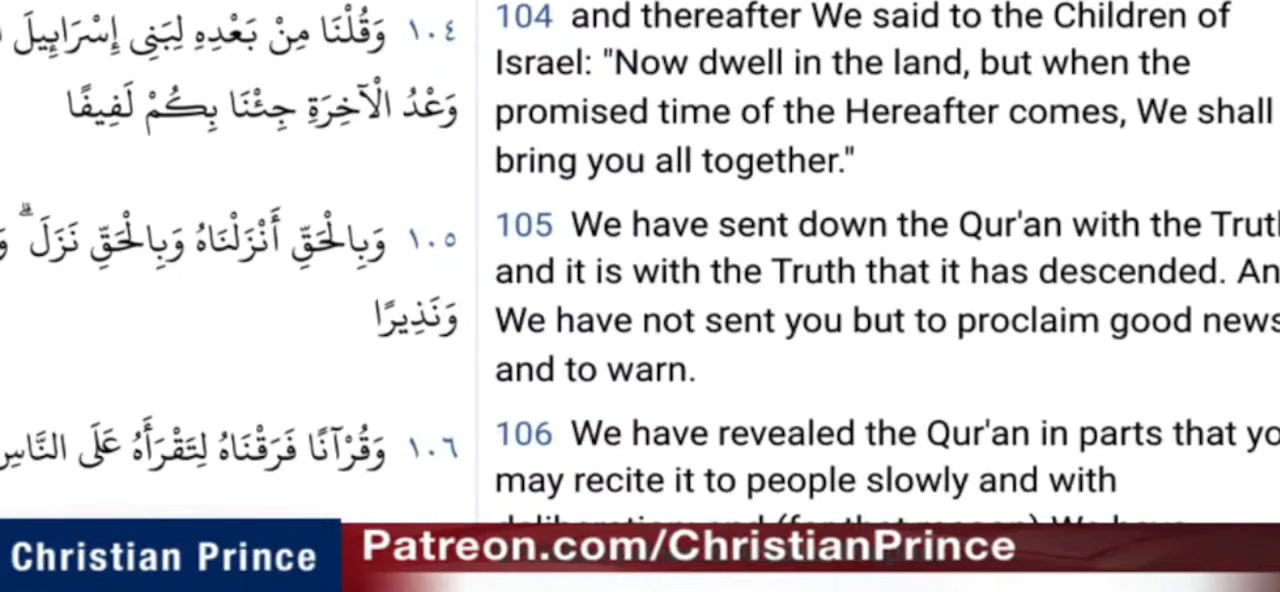 ١٠٤ وَقُلْنَا مِنْ بَعْدِهِ لِبَنِي إِسْرَائِيلَ
وَعْدُ الْآخِرَةِ جِئْنَا بِكُمْ لَفِيفًا
104 and thereafter We said to the Children of
Israel: "Now dwell in the land, but when the
promised time of the Hereafter comes, We shall
bring you all together."
١٠٥ وَبِالْحَقِّ أَنْزَلْنَاهُ وَبِالْحَقِّ نَزَلَ ۗ
وَنَذِيرًا
105 We have sent down the Qur'an with the Truth
and it is with the Truth that it has descended. An
We have not sent you but to proclaim good news
and to warn.
١٠٦ وَقُرْآنًا فَرَقْنَاهُ لِتَقْرَأَهُ عَلَى النَّاسِ
106 We have revealed the Qur'an in parts that yo
may recite it to people slowly and with
Christian Prince
Patreon.com/ChristianPrince